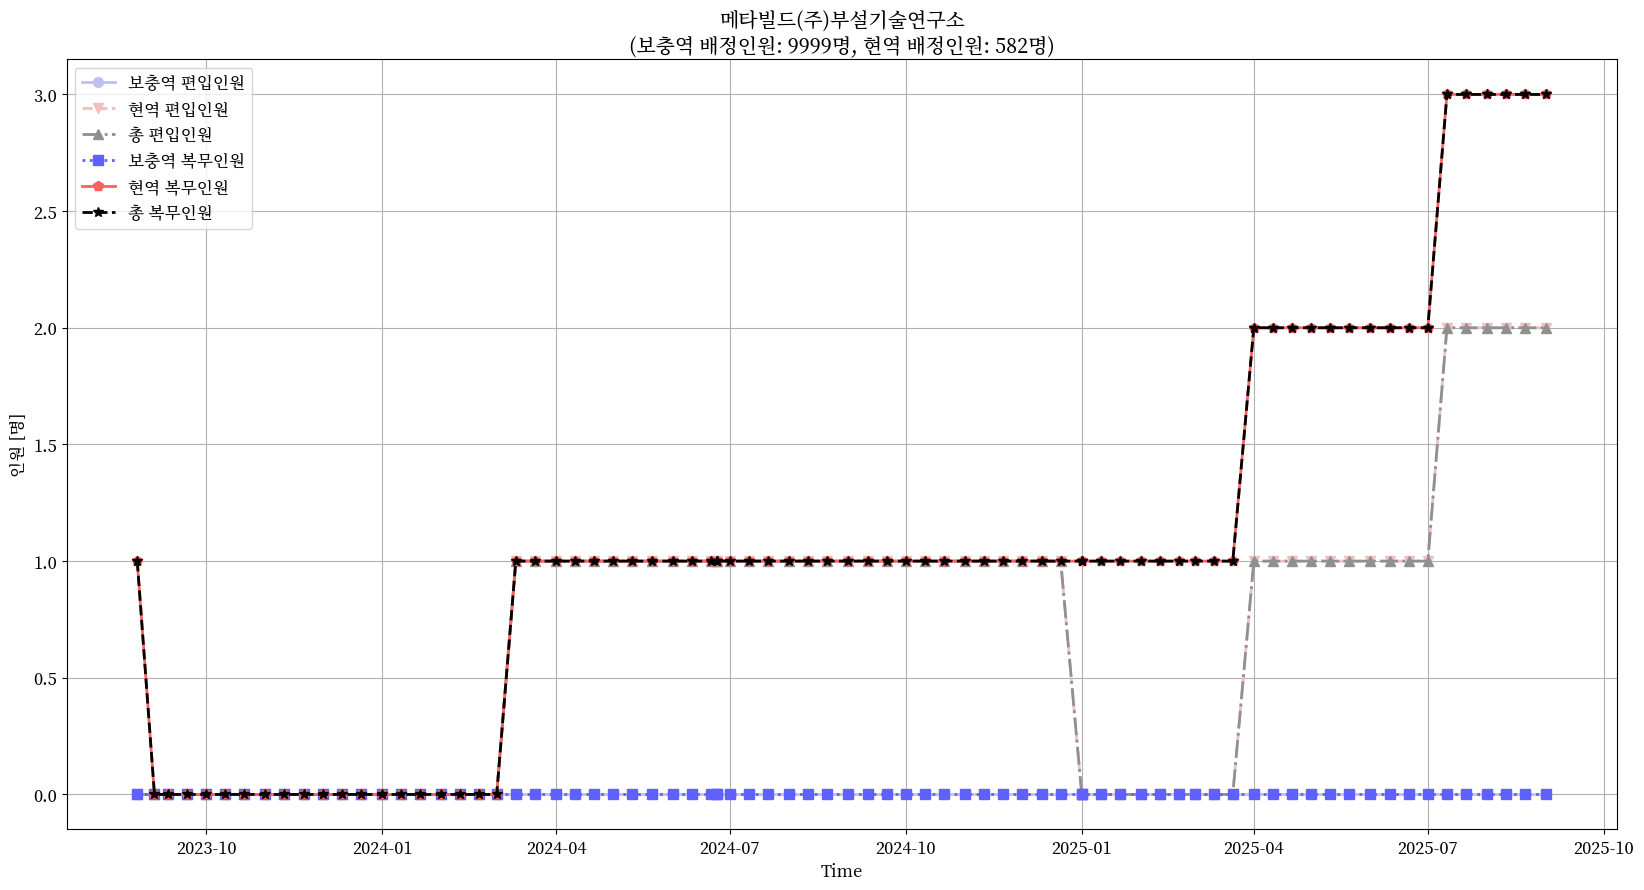 메타빌드(주)부설기술연구소
(보충역 배정인원: 9999명, 현역 배정인원: 582명)
보충역 편입인원
현역 편입인원
총 편입인원
보충역 복무인원
현역 복무인원
총 복무인원
3.0
2.5
2.0
1.5
1.0
0.5
0.0
인원 [명]
2023-10
2024-01
2024-04
2024-07
2024-10
2025-01
2025-04
2025-07
2025-10
Time